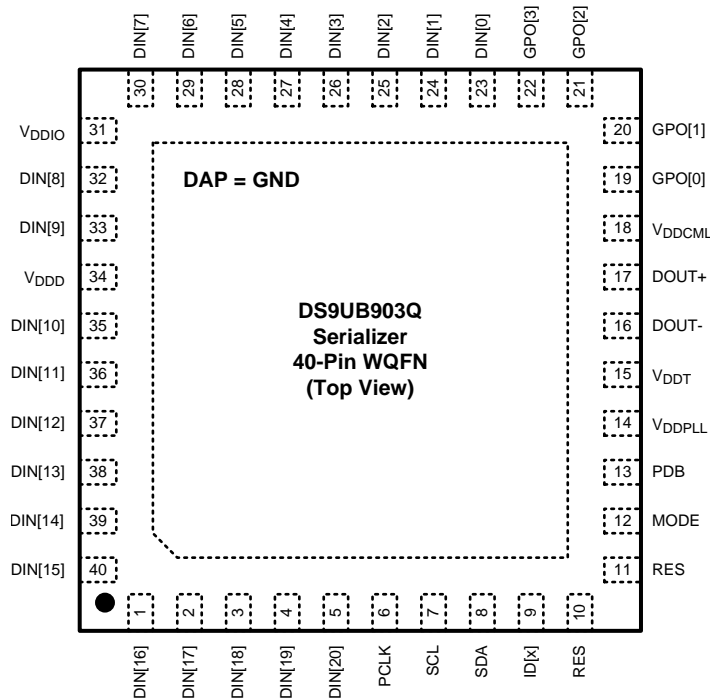 DIN[7]
DIN[6]
DIN[5]
DIN[4]
DIN[3]
DIN[2]
DIN[1]
DIN[0]
GPO[3]
GPO[2]
30
29
28
27
26
25
24
23
22
21
VDDIO 31
DIN[8] 32
DIN[9] 33
VDDD 34
DIN[10] 35
DIN[11] 36
DIN[12] 37
DIN[13] 38
DIN[14] 39
DIN[15] 40
DAP = GND
DS9UB903Q
Serializer
40-Pin WQFN
(Top View)
20 GPO[1]
19 GPO[0]
18 VDDCML
17 DOUT+
16 DOUT-
15 VDDT
14 VDDPLL
13 PDB
12 MODE
11 RES
1
2
3
4
5
6
7
8
9
10
DIN[16]
DIN[17]
DIN[18]
DIN[19]
DIN[20]
PCLK
SCL
SDA
ID[x]
RES